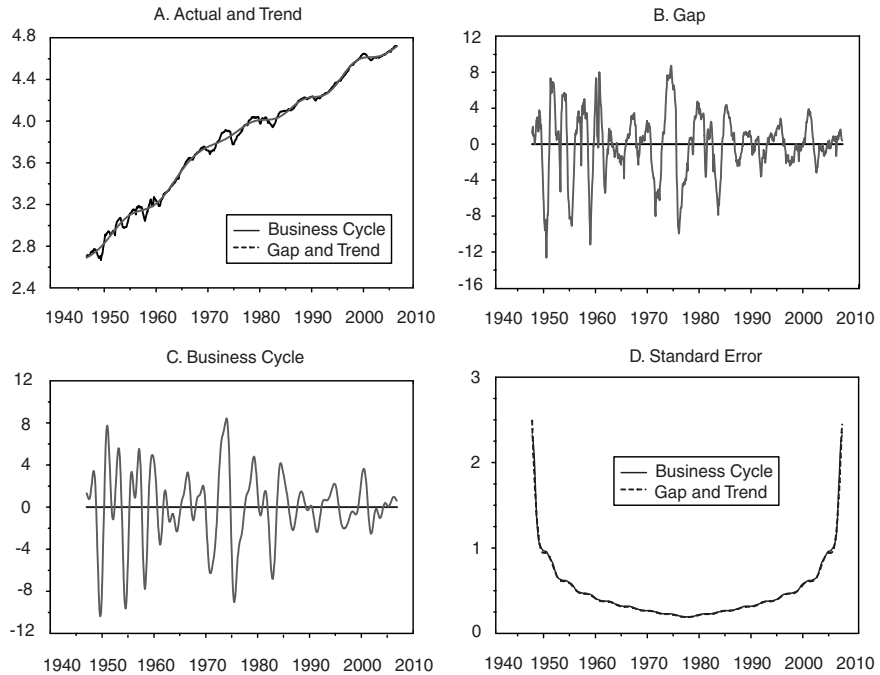 A. Actual and Trend
4.8
4.4
4.0
3.6
3.2
2.8
2.4
Business Cycle
Gap and Trend
1940 1950 1960 1970 1980 1990 2000 2010
B. Gap
12
8
4
0
-4
-8
-12
-16
1940 1950 1960 1970 1980 1990 2000 2010
C. Business Cycle
12
8
4
0
-4
-8
-12
1940 1950 1960 1970 1980 1990 2000 2010
D. Standard Error
3
2
1
0
Business Cycle
Gap and Trend
1940 1950 1960 1970 1980 1990 2000 2010